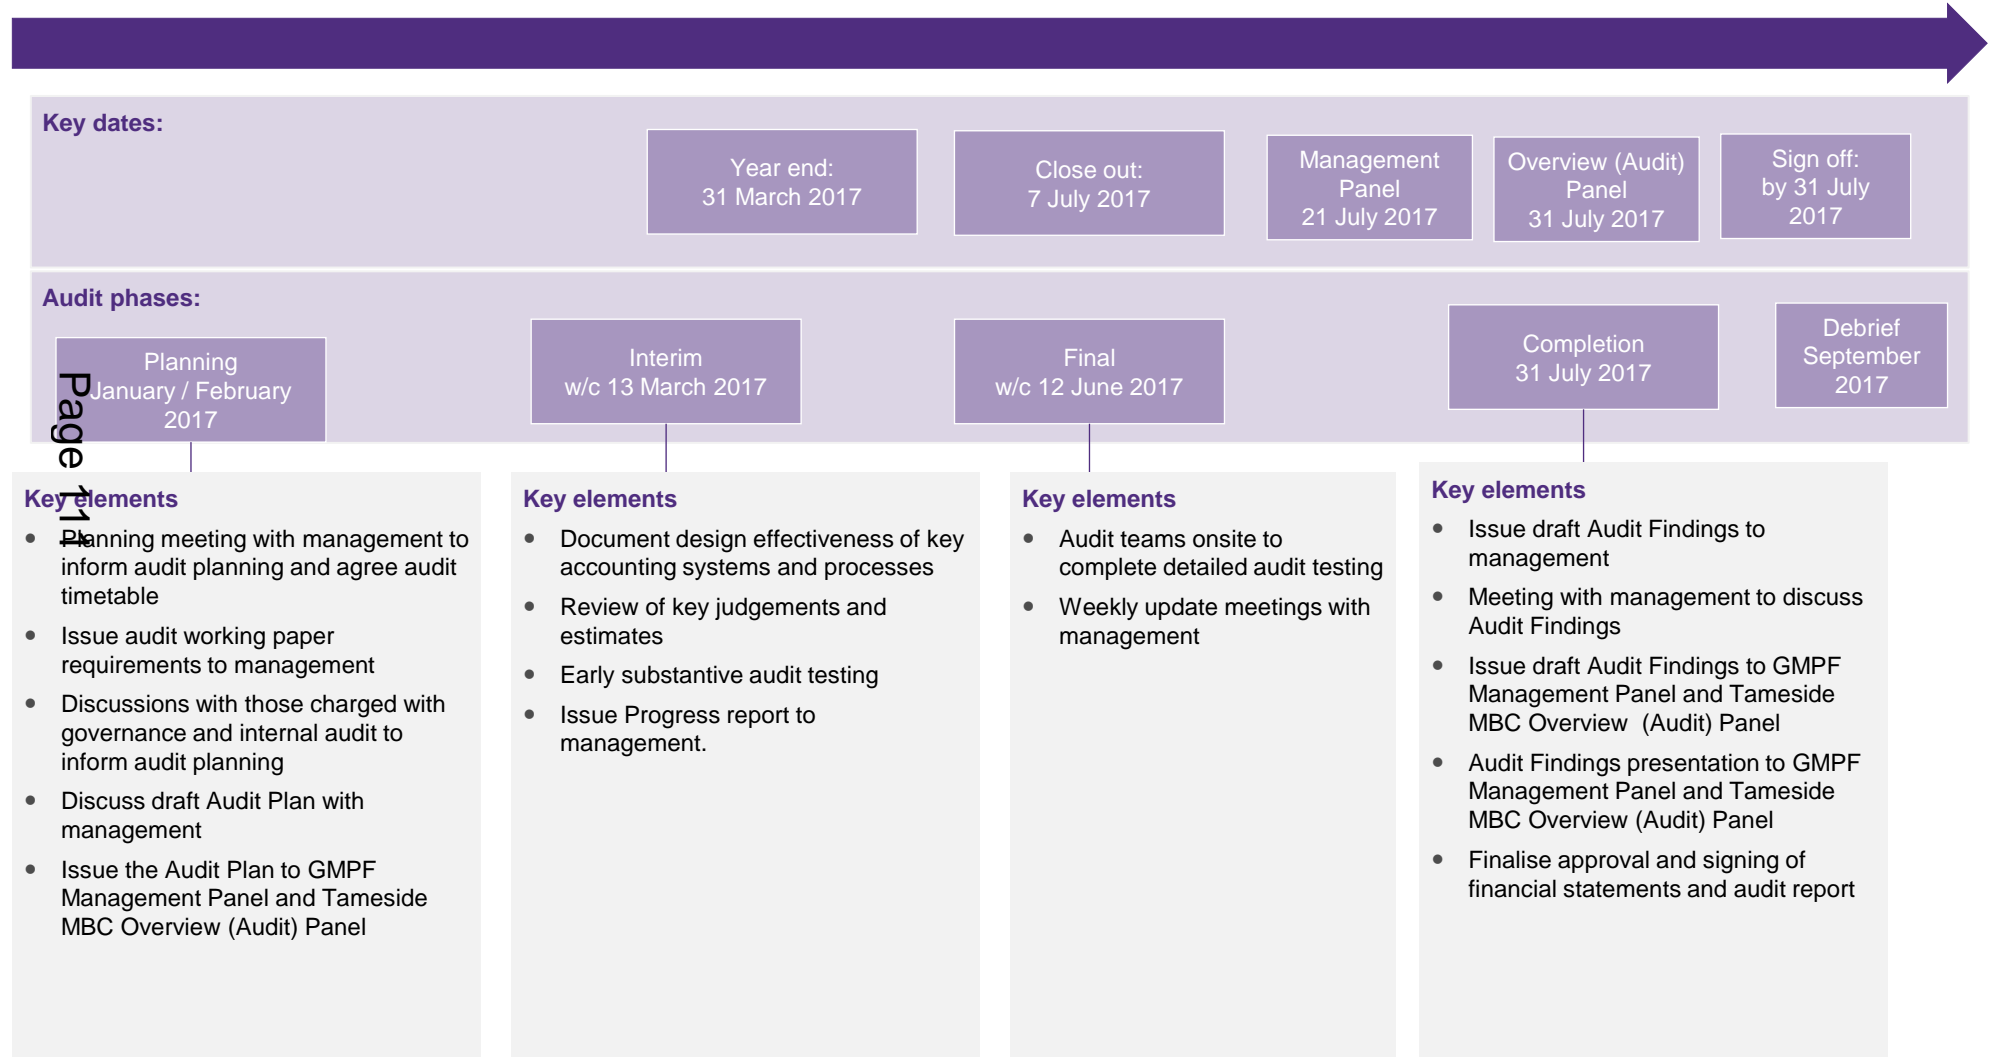 Key dates:
Year end:
31 March 2017
Close out:
7 July 2017
Management
Panel
21 July 2017
Overview (Audit)
Panel
31 July 2017
Sign off:
by 31 July
2017
Audit phases:
Planning
January / February
2017
Interim
w/c 13 March 2017
Final
w/c 12 June 2017
Completion
31 July 2017
Debrief
September
2017
Page 111
Key elements
Planning meeting with management to
inform audit planning and agree audit
timetable
Issue audit working paper
requirements to management
Discussions with those charged with
governance and internal audit to
inform audit planning
Discuss draft Audit Plan with
management
Issue the Audit Plan to GMPF
Management Panel and Tameside
MBC Overview (Audit) Panel
Key elements
Document design effectiveness of key
accounting systems and processes
Review of key judgements and
estimates
Early substantive audit testing
Issue Progress report to
management.
Key elements
Audit teams onsite to
complete detailed audit testing
Weekly update meetings with
management
Key elements
Issue draft Audit Findings to
management
Meeting with management to discuss
Audit Findings
Issue draft Audit Findings to GMPF
Management Panel and Tameside
MBC Overview  (Audit) Panel
Audit Findings presentation to GMPF
Management Panel and Tameside
MBC Overview (Audit) Panel
Finalise approval and signing of
financial statements and audit report